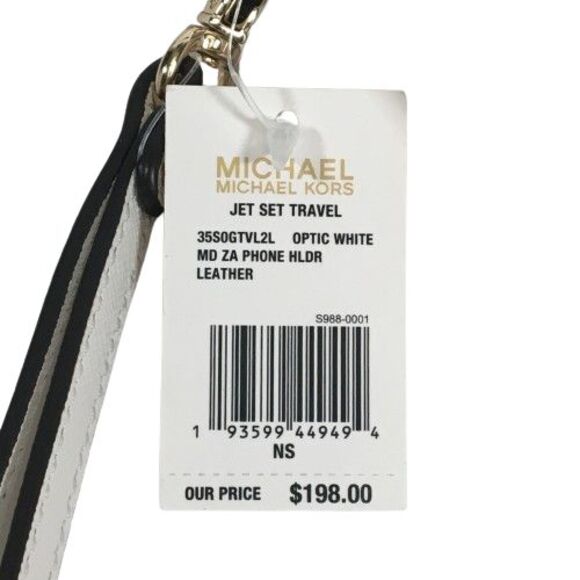 MICHAEL
MICHAEL KORS
JET SET TRAVEL
35S0GTVL2L OPTIC WHITE
MD ZA PHONE HLDR
LEATHER
S988-0001
1 93599 44949 4
NS
OUR PRICE $198.00